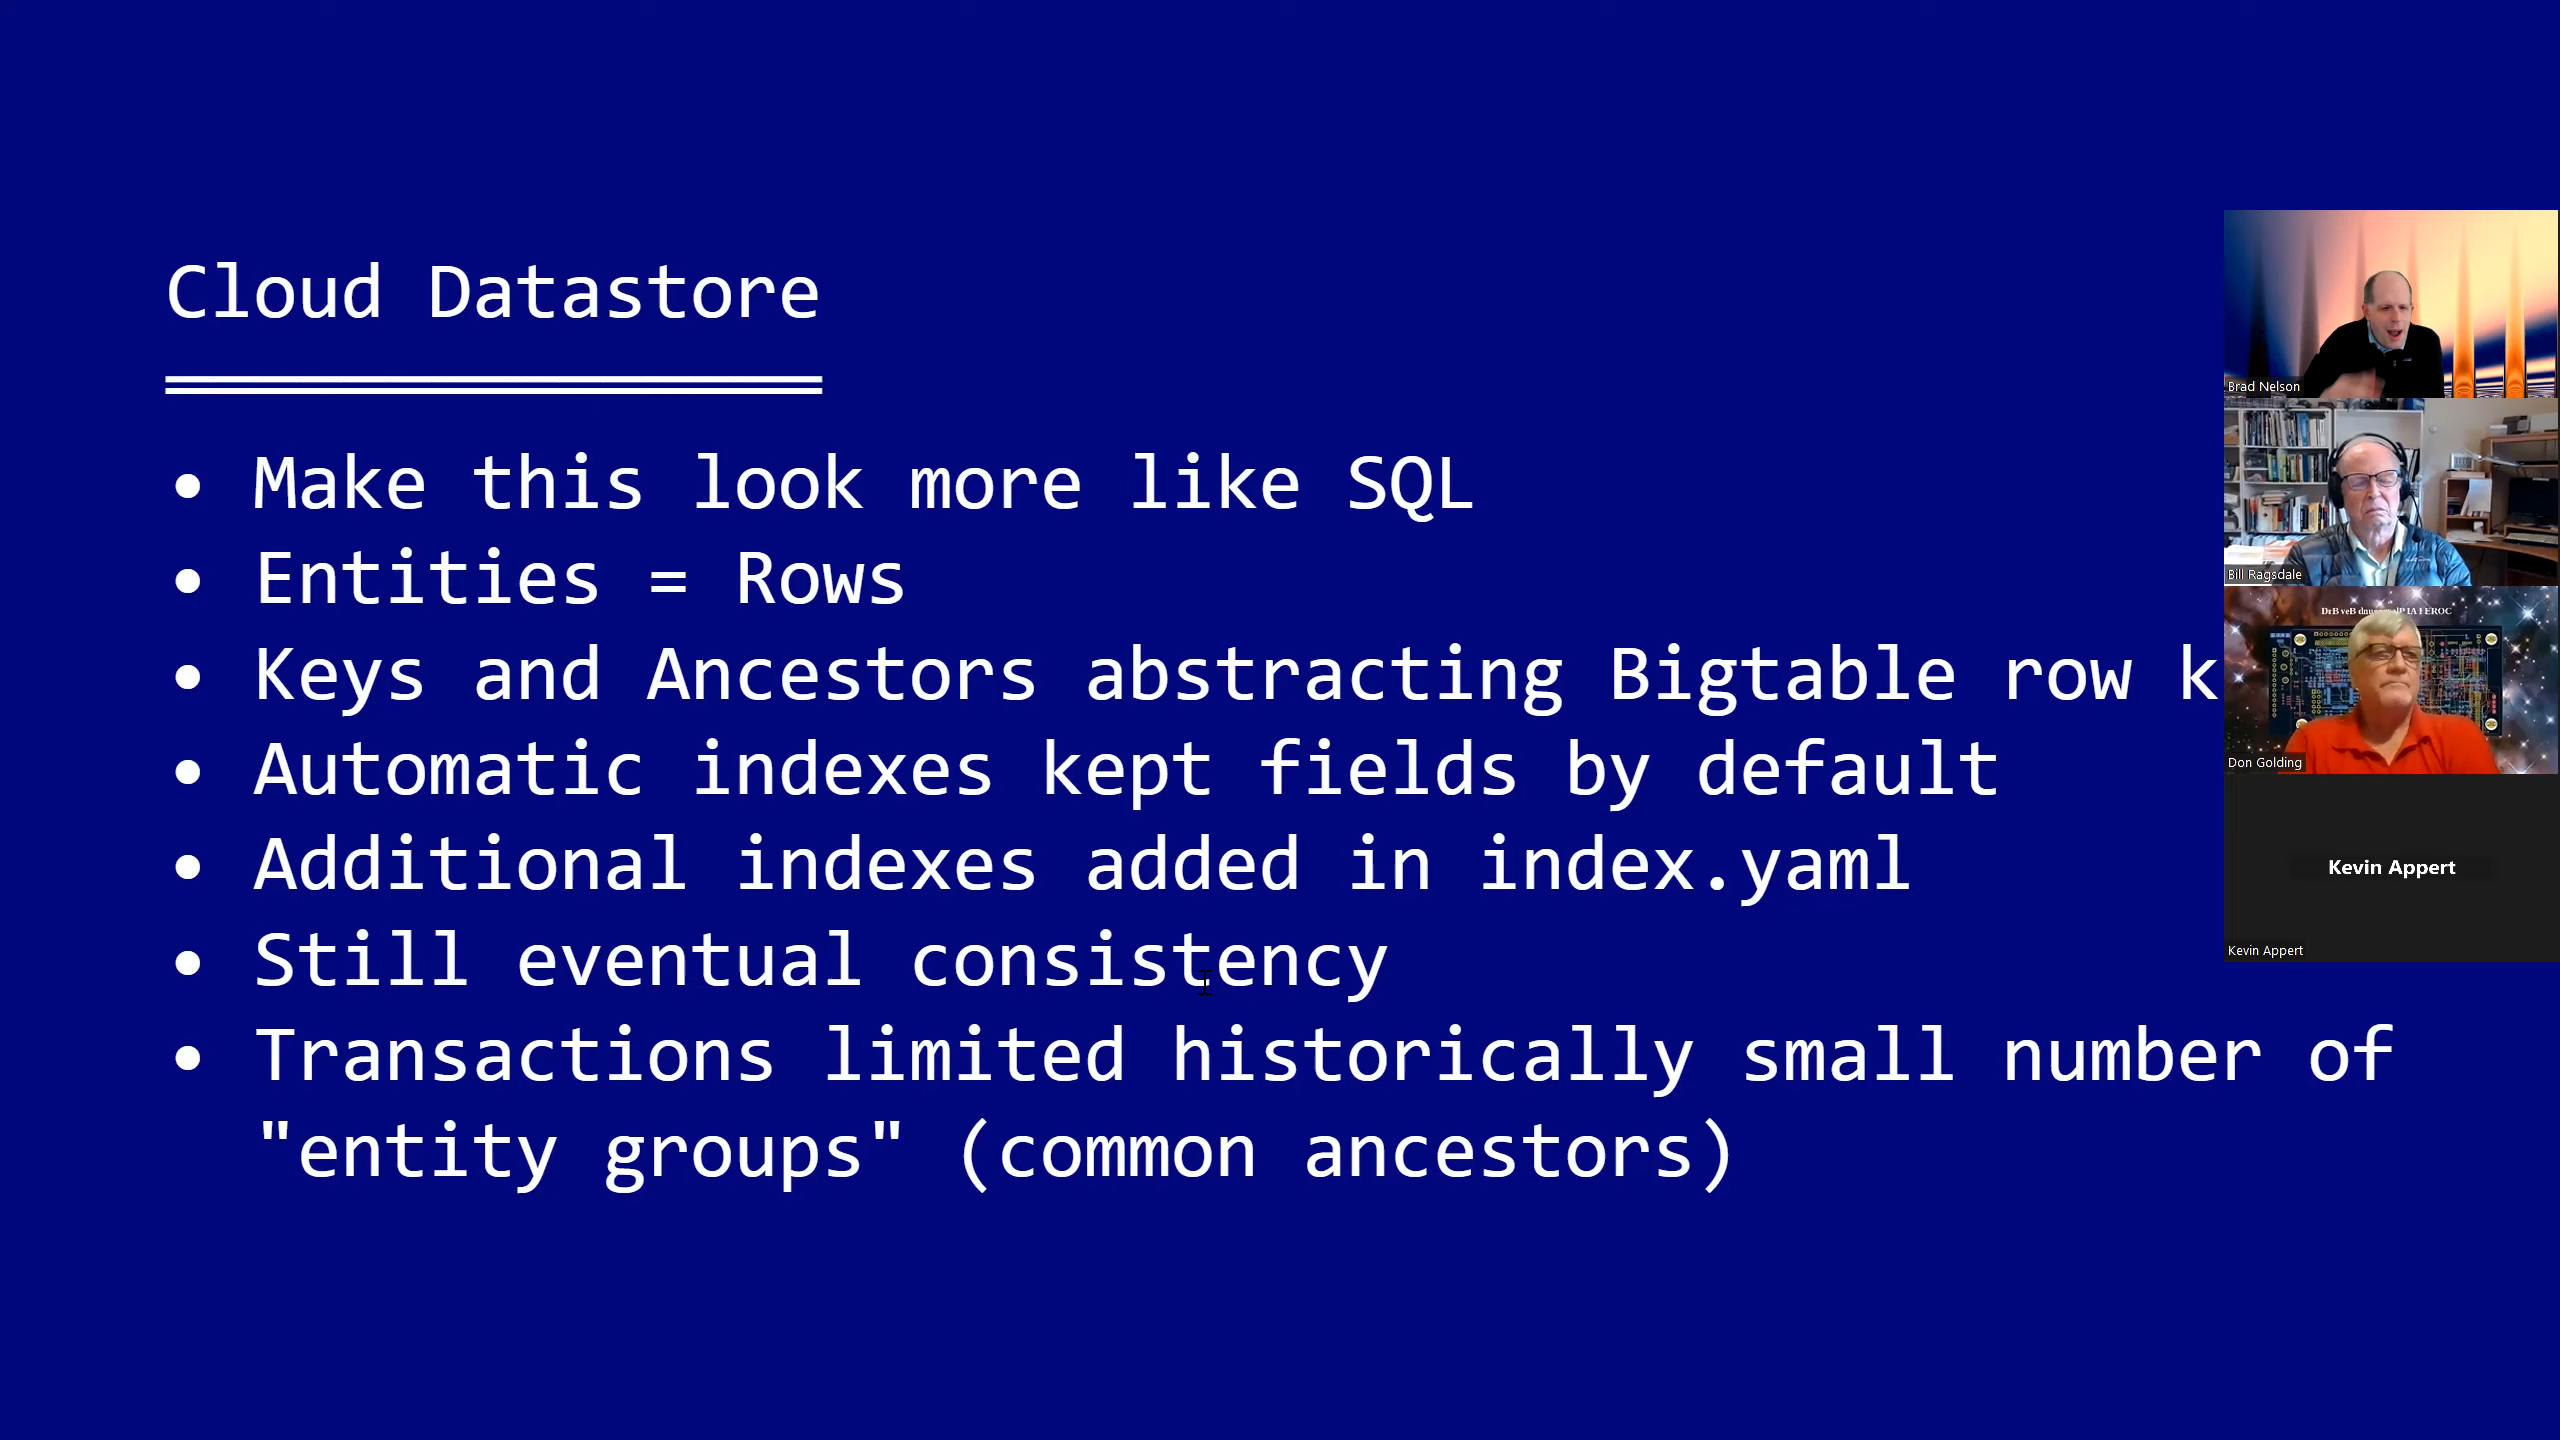 Cloud Datastore
• Make this look more like SQL
• Entities = Rows
• Keys and Ancestors abstracting Bigtable row k
• Automatic indexes kept fields by default
• Additional indexes added in index.yaml
• Still eventual consistency
• Transactions limited historically small number of
"entity groups" (common ancestors)
Brad Nelson
Bill Ragsdale
Don Golding
Kevin Appert
Kevin Appert